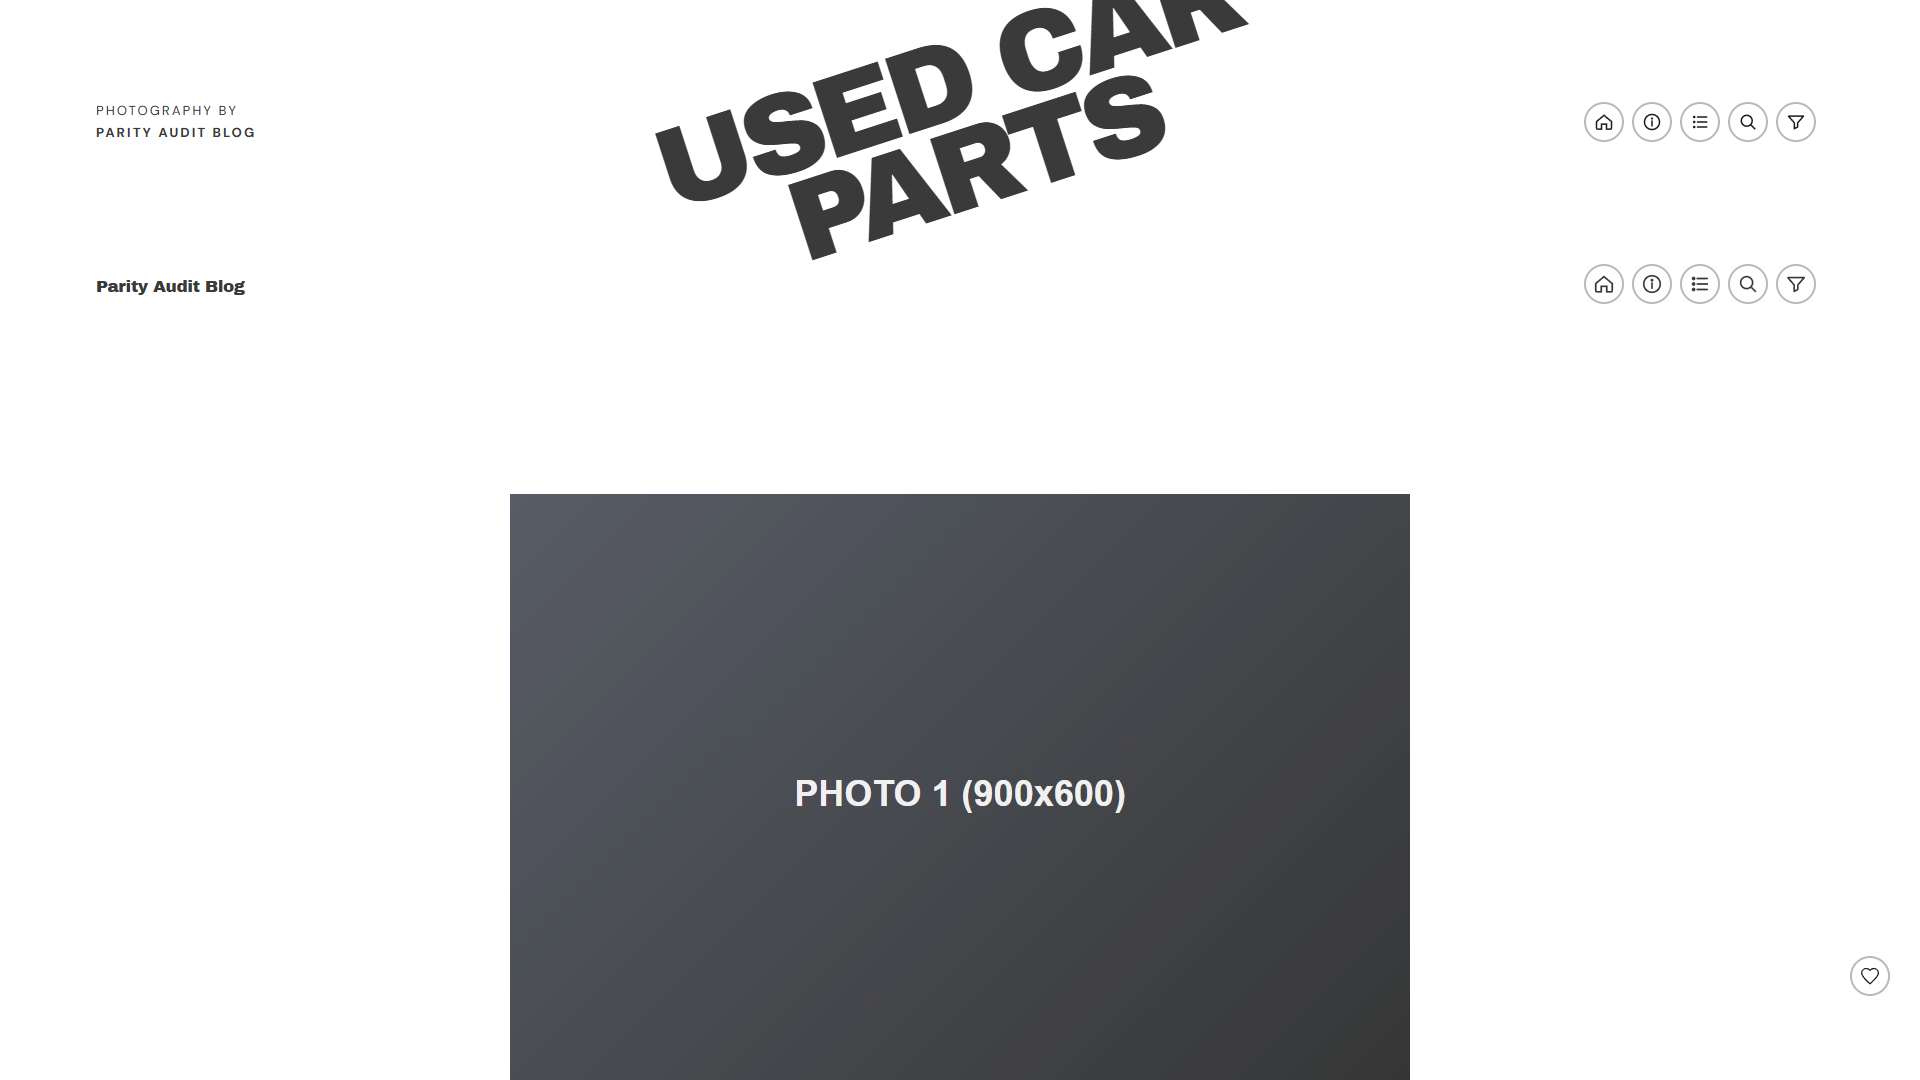 USED CAR
PARTS
PHOTOGRAPHY BY
PARITY AUDIT BLOG
Parity Audit Blog
PHOTO 1 (900x600)